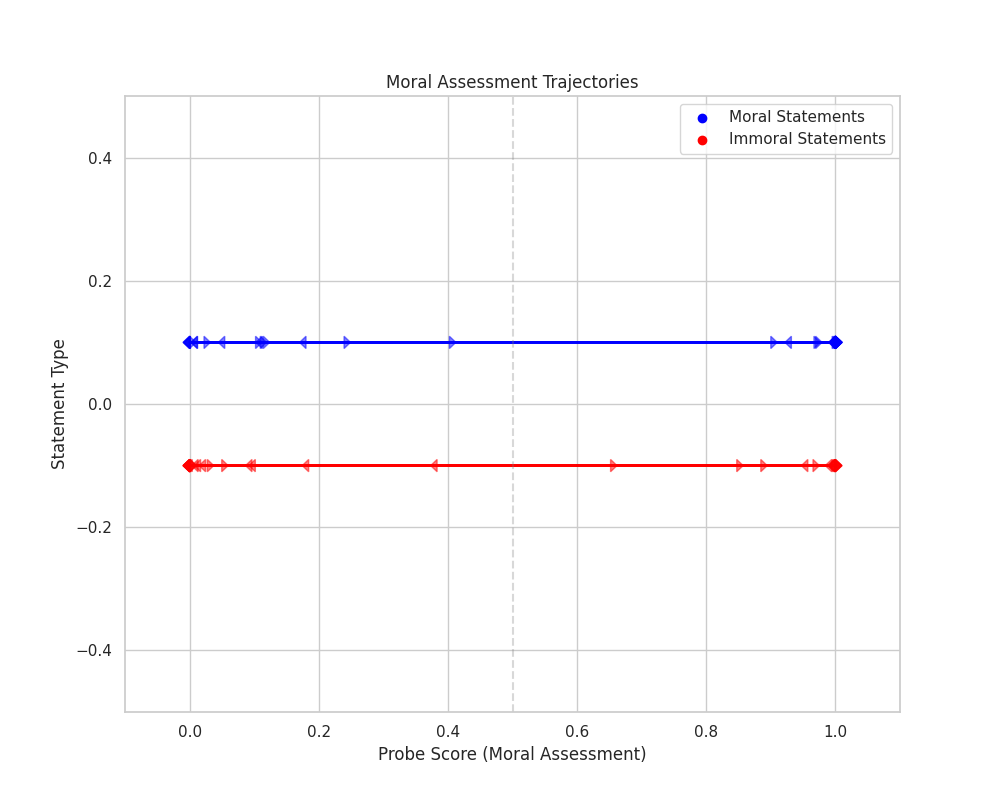 Moral Assessment Trajectories
Moral Statements
Immoral Statements
Statement Type
0.4
0.2
0.0
−0.2
−0.4
0.0 0.2 0.4 0.6 0.8 1.0
Probe Score (Moral Assessment)